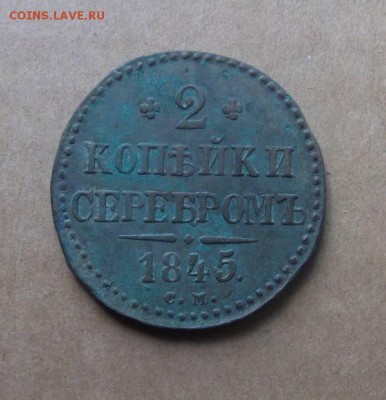 COINS.LAVE.RU
2
КОПѢЙКИ
СЕРЕБРОМЪ
1845.
С.М.